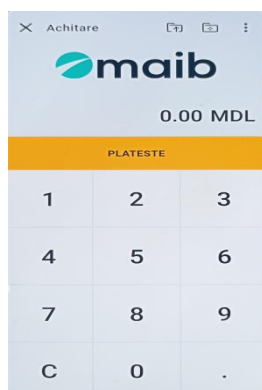 Achitare
maib
0.00 MDL
PLATESTE
1 2 3
4 5 6
7 8 9
C 0 .